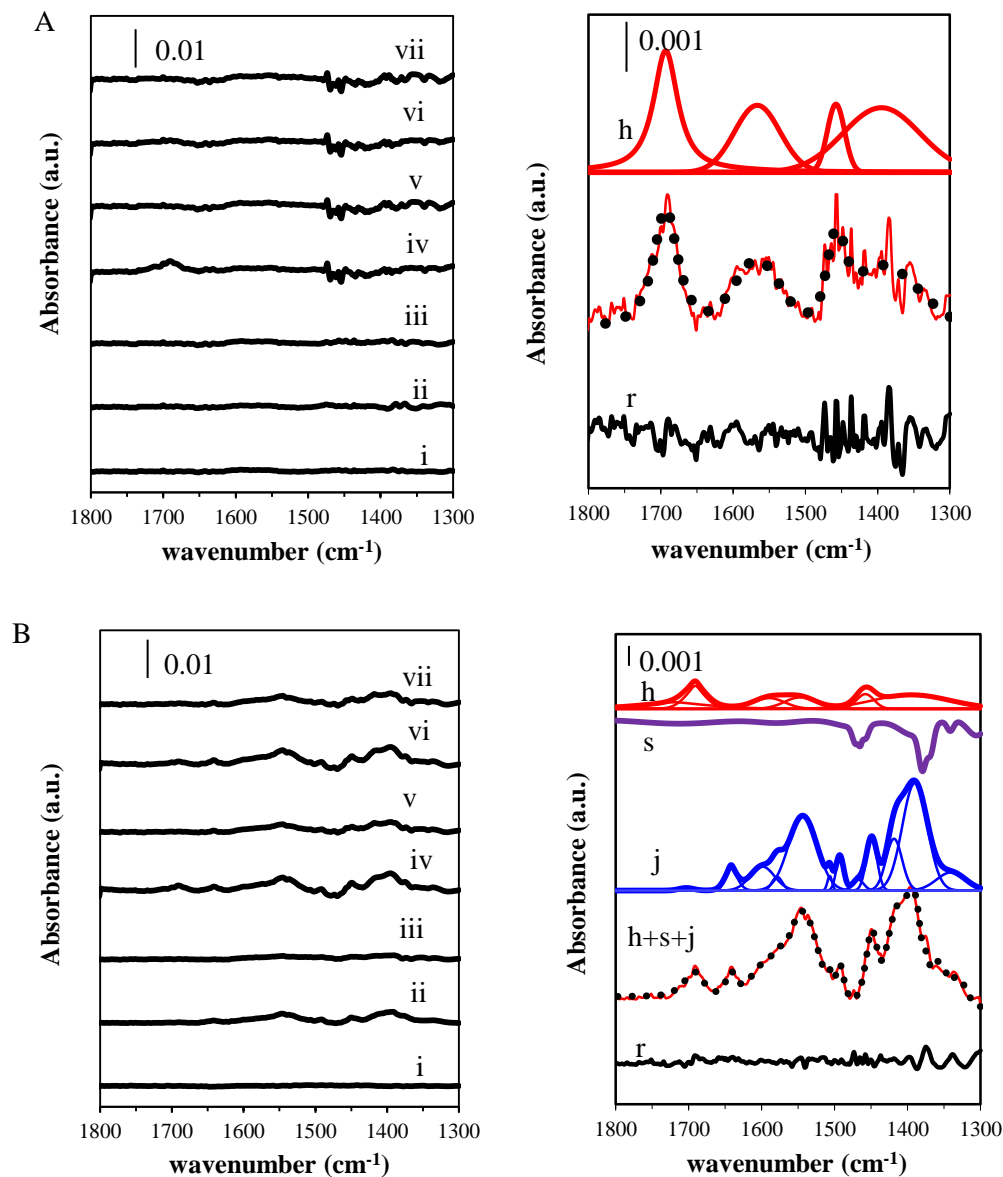 A
0.01
vii
vi
v
iv
iii
ii
i
Absorbance (a.u.)
1800 1700 1600 1500 1400 1300
wavenumber (cm-1)
0.001
h
r
Absorbance (a.u.)
1800 1700 1600 1500 1400 1300
wavenumber (cm-1)
B
0.01
vii
vi
v
iv
iii
ii
i
Absorbance (a.u.)
1800 1700 1600 1500 1400 1300
wavenumber (cm-1)
0.001
h
s
j
h+s+j
r
Absorbance (a.u.)
1800 1700 1600 1500 1400 1300
wavenumber (cm-1)